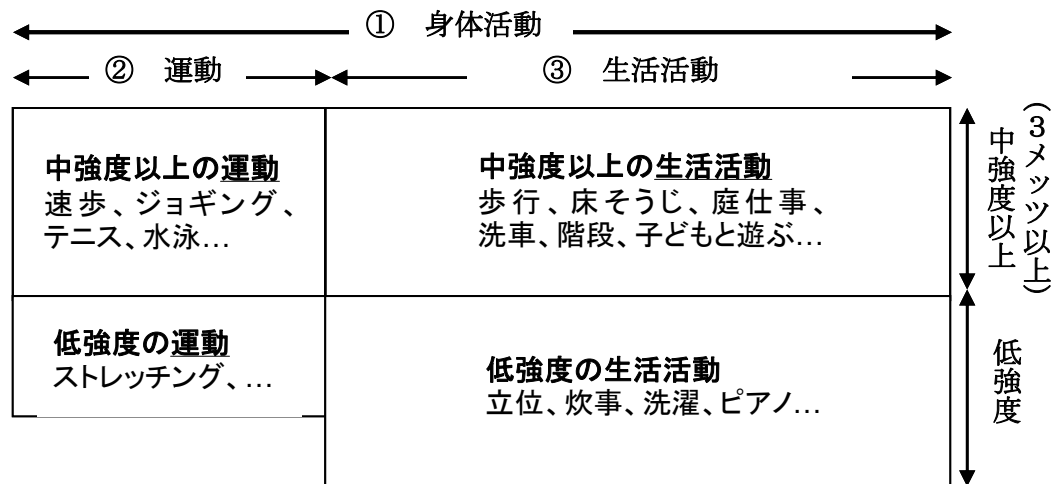 ① 身体活動
② 運動
③ 生活活動
中強度以上の運動
速歩、ジョギング、
テニス、水泳…
中強度以上の生活活動
歩行、床そうじ、庭仕事、
洗車、階段、子どもと遊ぶ…
(3メッツ以上)
中強度以上
低強度の運動
ストレッチング、…
低強度の生活活動
立位、炊事、洗濯、ピアノ…
低強度